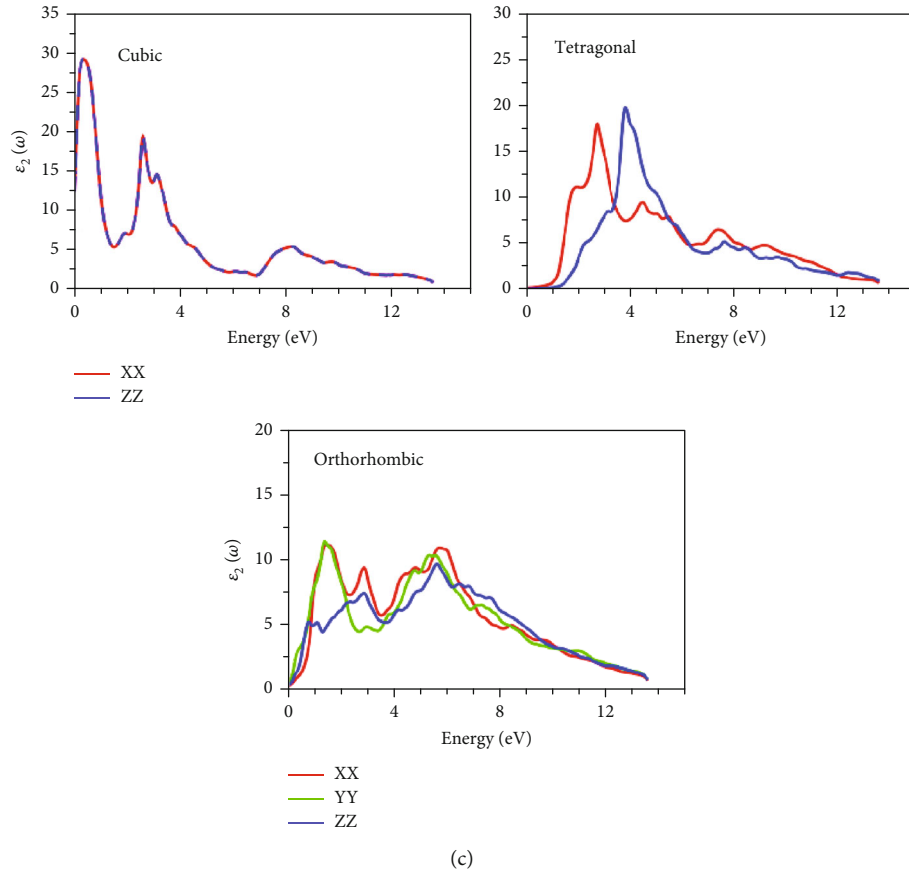 35
30
25
20
15
10
5
0
ε2 (ω)
Cubic
0 4 8 12
Energy (eV)
XX
ZZ
30
25
20
15
10
5
0
Tetragonal
0 4 8 12
Energy (eV)
20
15
10
5
0
ε2 (ω)
Orthorhombic
0 4 8 12
Energy (eV)
XX
YY
ZZ
(c)